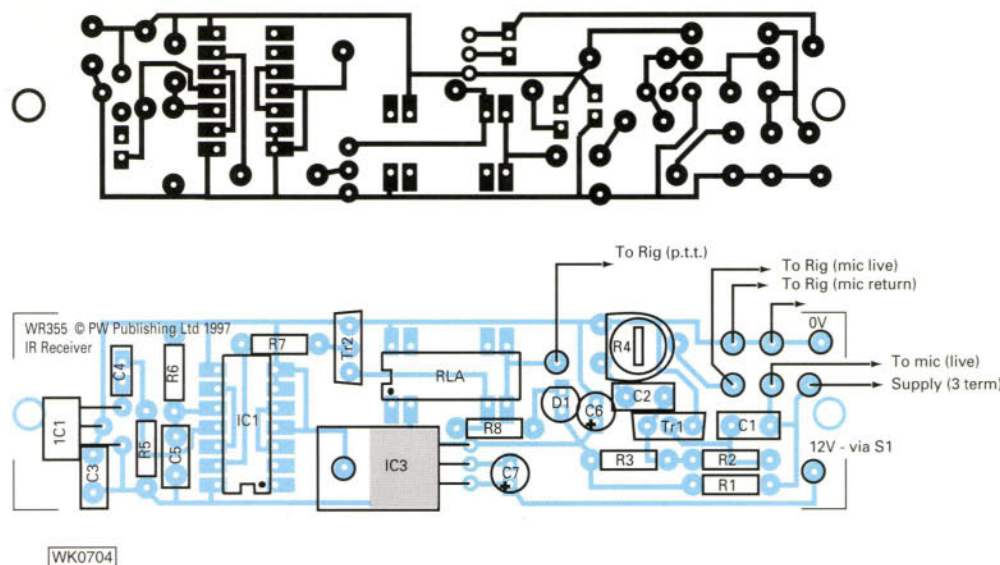 To Rig (p.t.t.)
To Rig (mic live)
To Rig (mic return)
WR355 © PW Publishing Ltd 1997
IR Receiver
0V
C4
R6
R7
Tr2
RLA
R4
To mic (live)
Supply (3 term)
1C1
R5
C5
C3
IC1
IC3
R8
D1
C6
+
C2
Tr1
C1
C7
+
R3
R2
R1
12V - via S1
WK0704